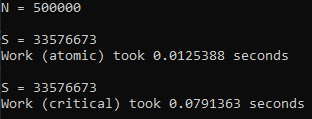 N = 500000
S = 33576673
Work (atomic) took 0.0125388 seconds
S = 33576673
Work (critical) took 0.0791363 seconds